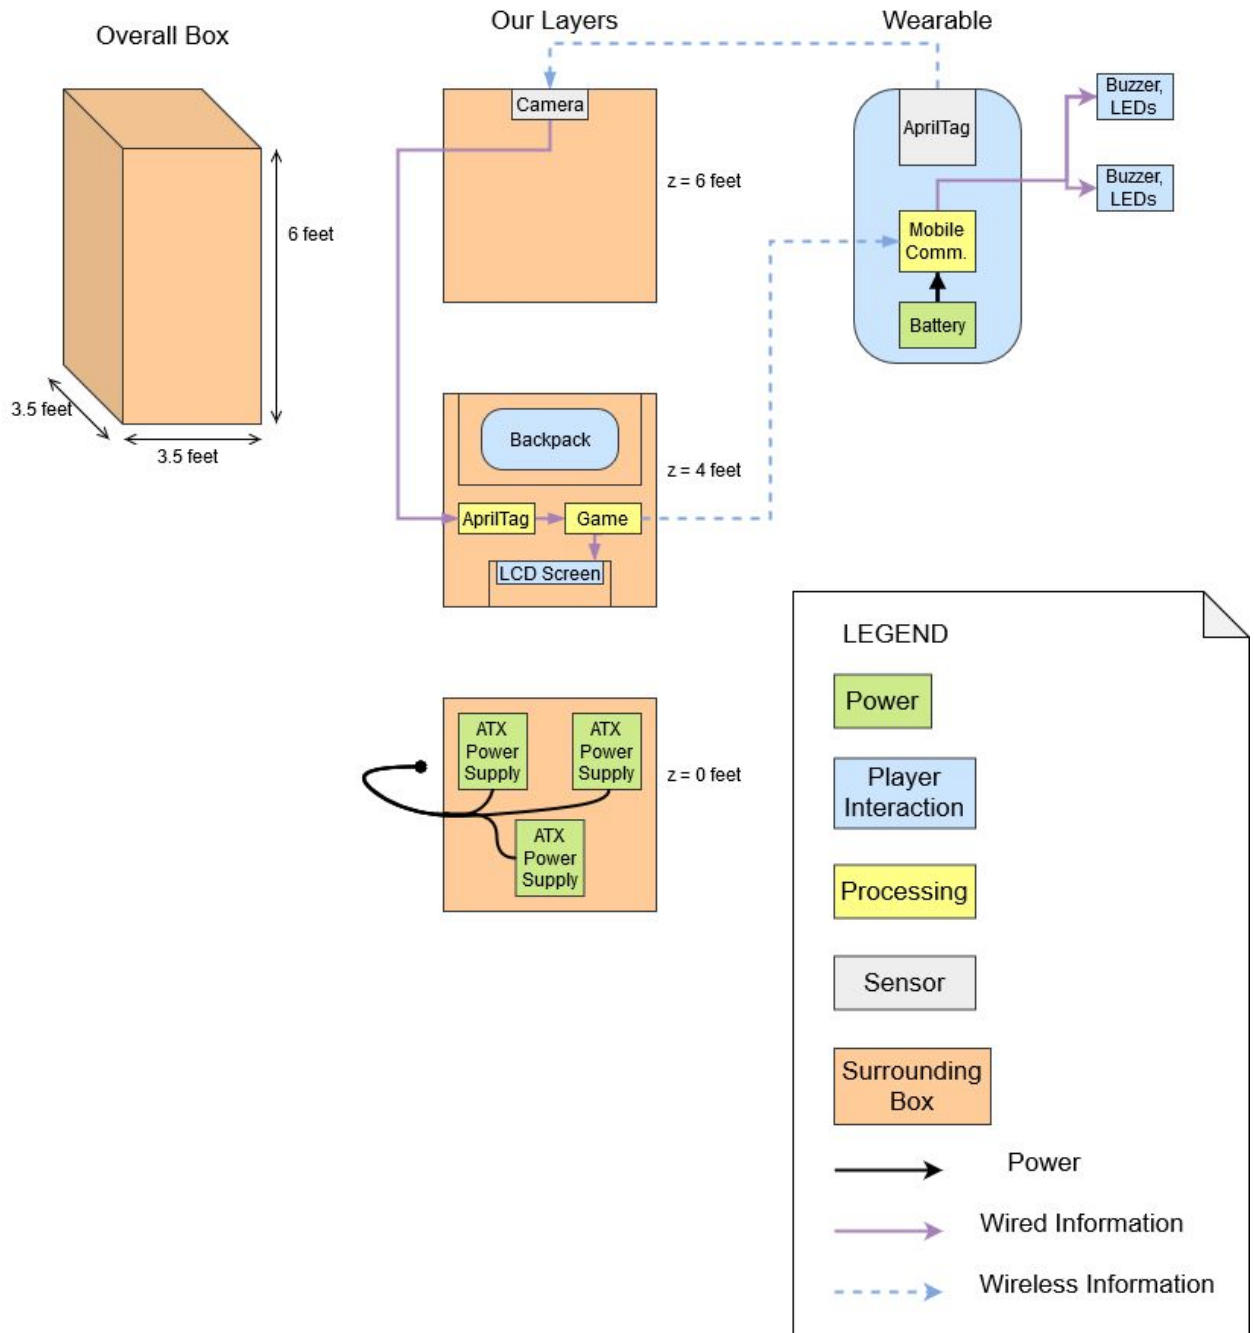 Overall Box
6 feet
3.5 feet
3.5 feet
Our Layers
Camera
z = 6 feet
Backpack
z = 4 feet
AprilTag
Game
LCD Screen
ATX
Power
Supply
ATX
Power
Supply
z = 0 feet
ATX
Power
Supply
Wearable
AprilTag
Buzzer,
LEDs
Buzzer,
LEDs
Mobile
Comm.
Battery
LEGEND
Power
Player
Interaction
Processing
Sensor
Surrounding
Box
Power
Wired Information
Wireless Information